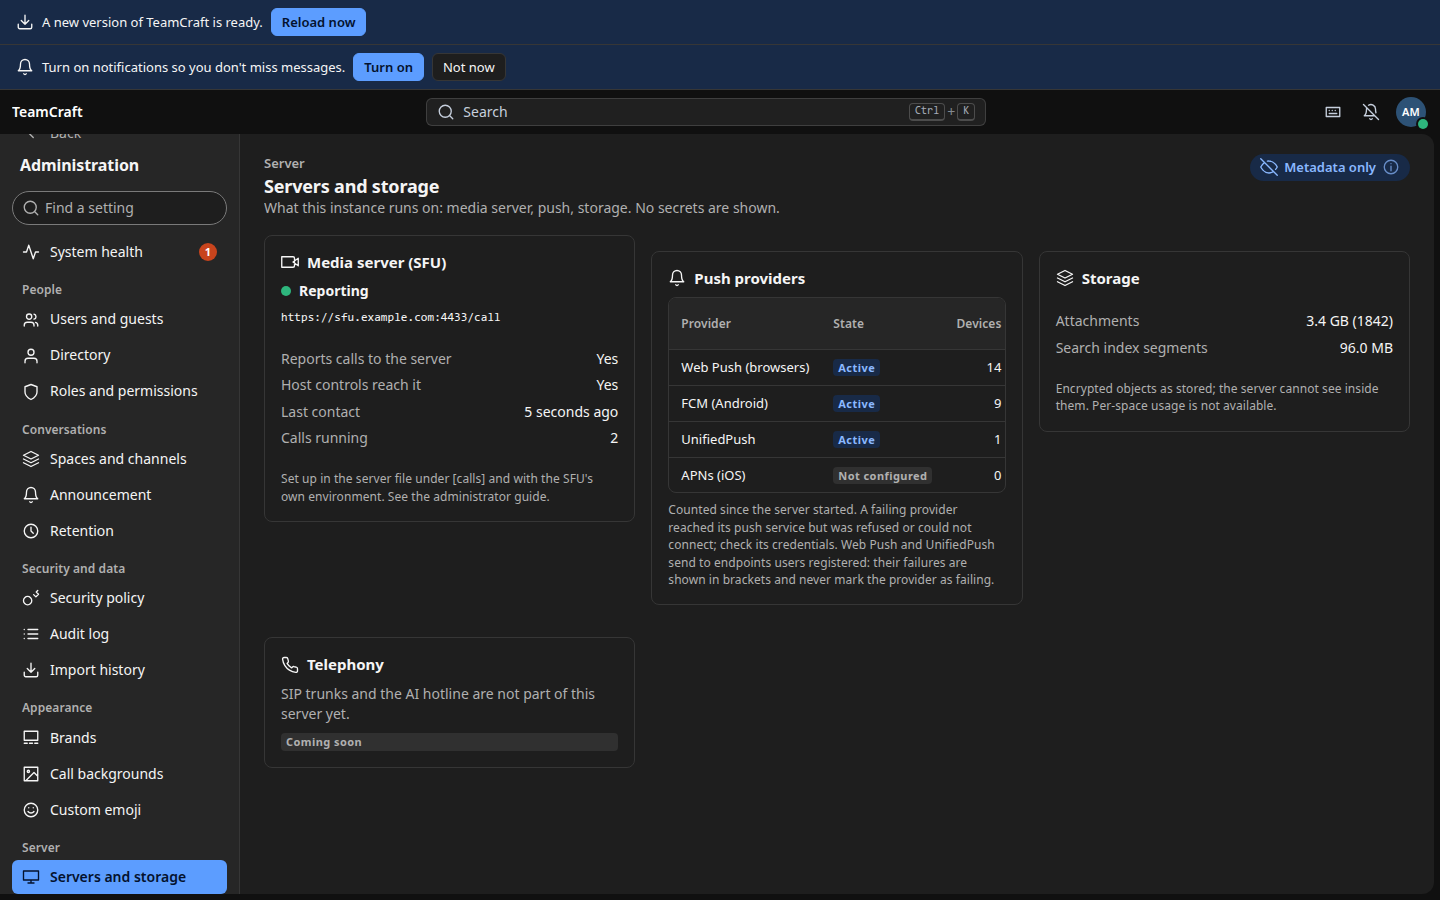 A new version of TeamCraft is ready. Reload now
Turn on notifications so you don't miss messages. Turn on Not now
TeamCraft
Search Ctrl + K
AM
Back
Administration
Find a setting
System health 1
People
Users and guests
Directory
Roles and permissions
Conversations
Spaces and channels
Announcement
Retention
Security and data
Security policy
Audit log
Import history
Appearance
Brands
Call backgrounds
Custom emoji
Server
Servers and storage
Server
Servers and storage
What this instance runs on: media server, push, storage. No secrets are shown.
Metadata only
Media server (SFU)
Reporting
https://sfu.example.com:4433/call
Reports calls to the server Yes
Host controls reach it Yes
Last contact 5 seconds ago
Calls running 2
Set up in the server file under [calls] and with the SFU's
own environment. See the administrator guide.
Push providers
Provider State Devices
Web Push (browsers) Active 14
FCM (Android) Active 9
UnifiedPush Active 1
APNs (iOS) Not configured 0
Counted since the server started. A failing provider
reached its push service but was refused or could not
connect; check its credentials. Web Push and UnifiedPush
send to endpoints users registered: their failures are
shown in brackets and never mark the provider as failing.
Storage
Attachments 3.4 GB (1842)
Search index segments 96.0 MB
Encrypted objects as stored; the server cannot see inside
them. Per-space usage is not available.
Telephony
SIP trunks and the AI hotline are not part of this
server yet.
Coming soon